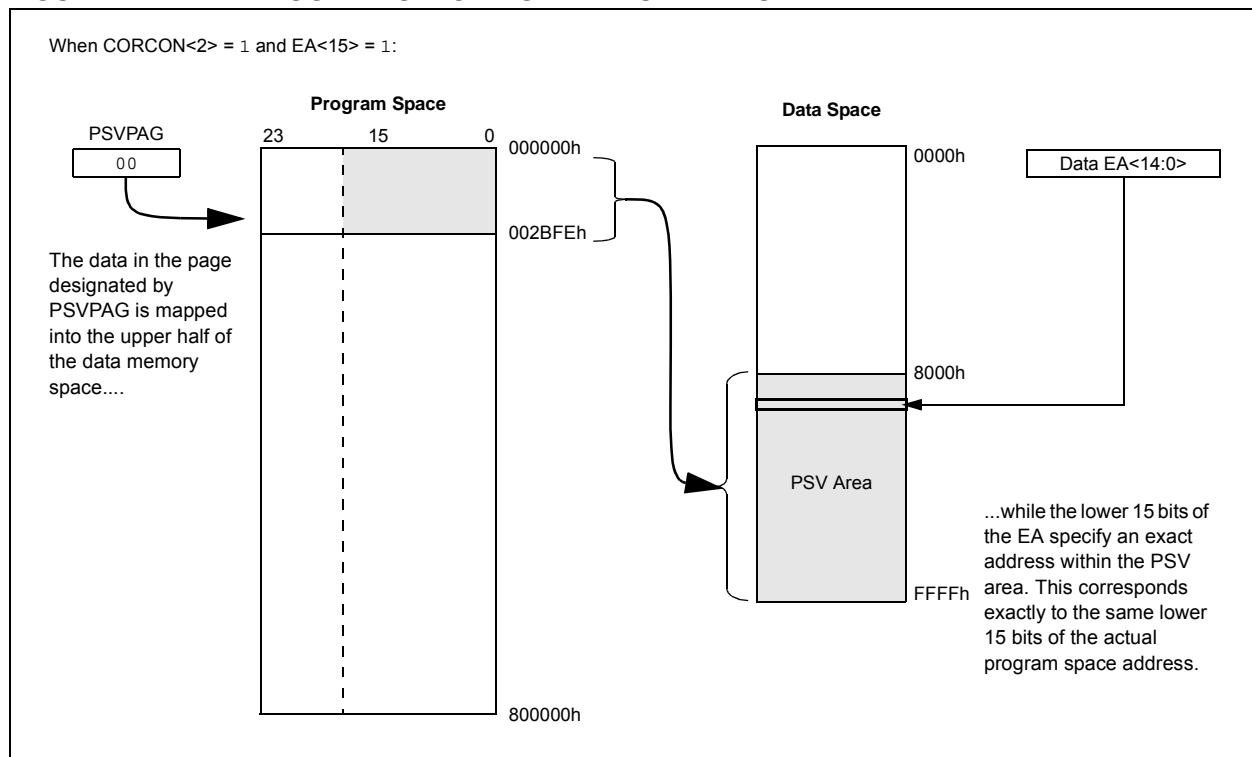 When CORCON<2> = 1 and EA<15> = 1:
Program Space
Data Space
PSVPAG
23
15
0
000000h
0000h
00
Data EA<14:0>
002BFEh
The data in the page
designated by
PSVPAG is mapped
into the upper half of
the data memory
space....
8000h
PSV Area
...while the lower 15 bits of
the EA specify an exact
address within the PSV
area. This corresponds
exactly to the same lower
15 bits of the actual
program space address.
FFFFh
800000h